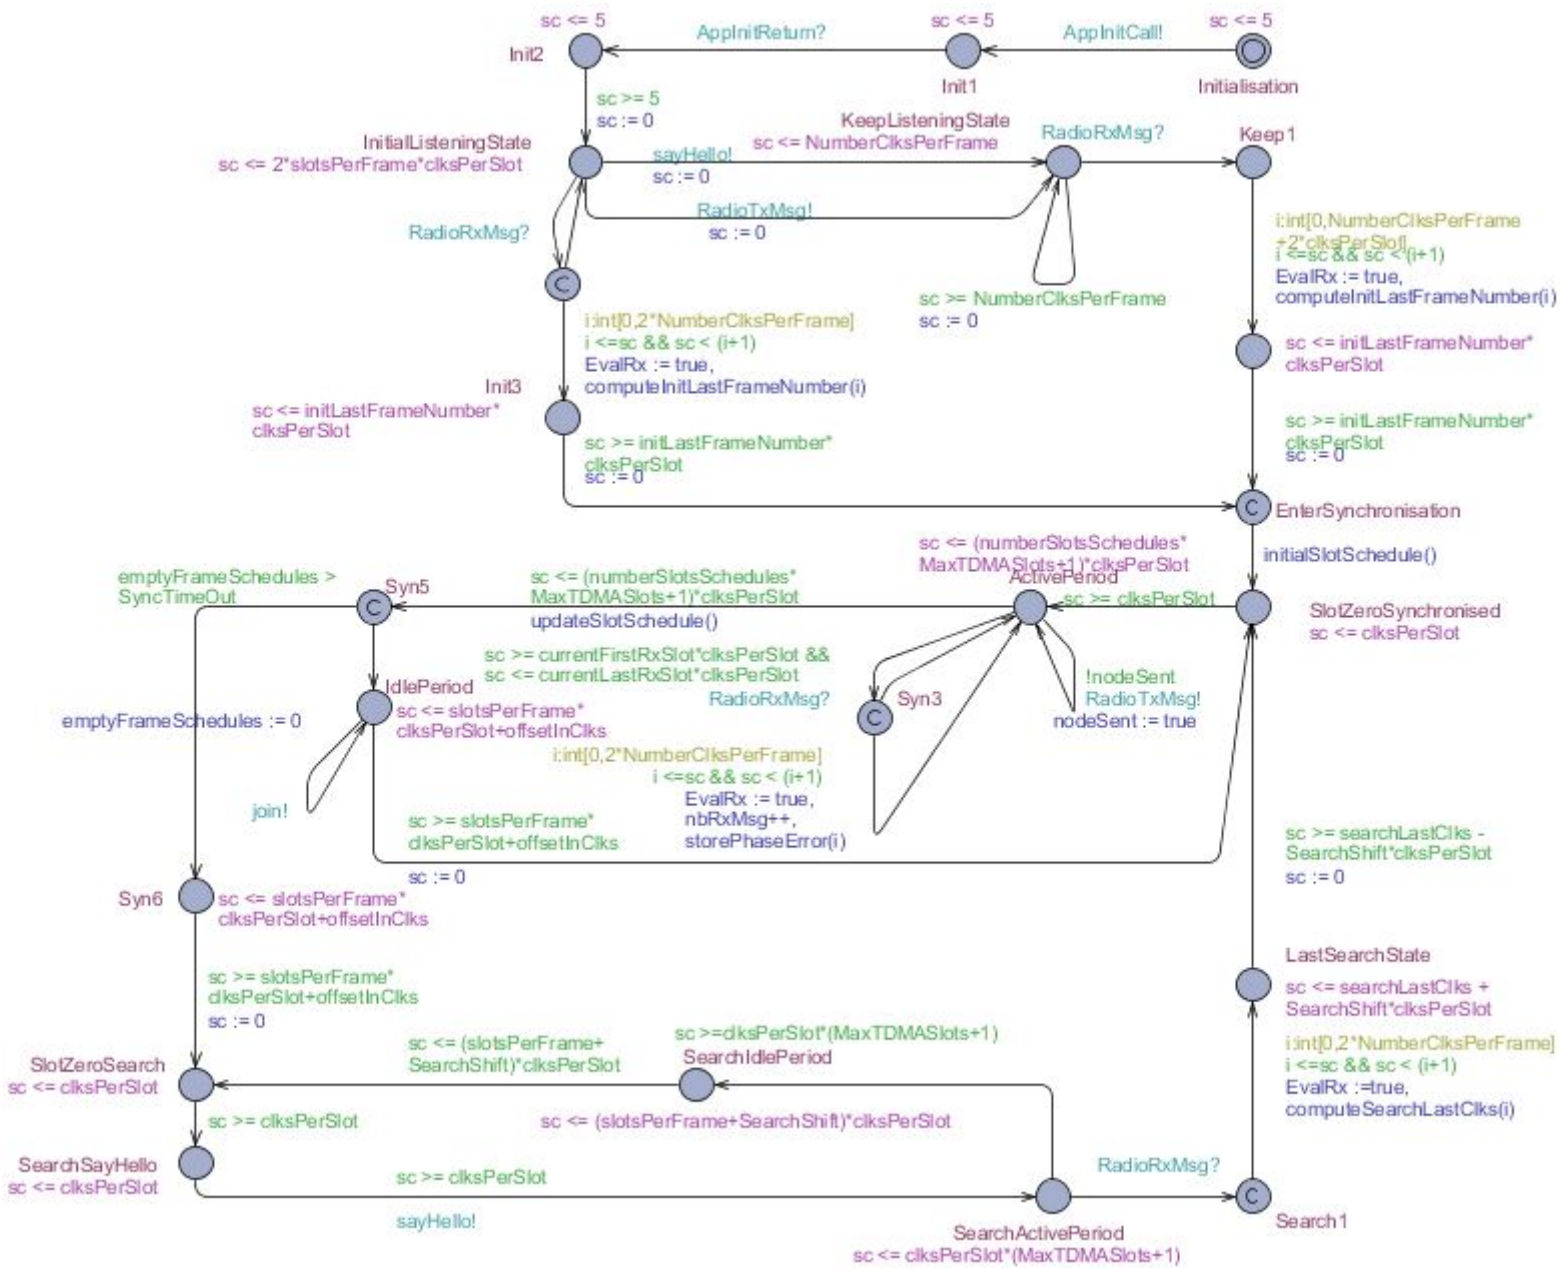 sc <= 5
sc <= 5
sc <= 5
AppInitReturn?
AppInitCall!
Init2
Init1
Initialisation
sc >= 5
sc := 0
InitialListeningState
sc <= 2*slotsPerFrame*clksPerSlot
KeepListeningState
sc <= NumberClksPerFrame
RadioRxMsg?
Keep1
sayHello!
sc := 0
RadioTxMsg!
sc := 0
RadioRxMsg?
C
sc >= NumberClksPerFrame
sc := 0
i:int[0,NumberClksPerFrame
+2*clksPerSlot]
i <=sc && sc < (i+1)
EvalRx := true,
computeInitLastFrameNumber(i)
i:int[0,2*NumberClksPerFrame]
i <=sc && sc < (i+1)
EvalRx := true,
computeInitLastFrameNumber(i)
sc <= initLastFrameNumber*
clksPerSlot
Init3
sc <= initLastFrameNumber*
clksPerSlot
sc >= initLastFrameNumber*
clksPerSlot
sc := 0
sc >= initLastFrameNumber*
clksPerSlot
sc := 0
C
EnterSynchronisation
initialSlotSchedule()
sc <= (numberSlotsSchedules*
MaxTDMASlots+1)*clksPerSlot
ActivePeriod
sc >= clksPerSlot
SlotZeroSynchronised
sc <= clksPerSlot
emptyFrameSchedules >
SyncTimeOut
C
Syn5
sc <= (numberSlotsSchedules*
MaxTDMASlots+1)*clksPerSlot
updateSlotSchedule()
sc >= currentFirstRxSlot*clksPerSlot &&
sc <= currentLastRxSlot*clksPerSlot
RadioRxMsg?
C
Syn3
!nodeSent
RadioTxMsg!
nodeSent := true
IdlePeriod
sc <= slotsPerFrame*
clksPerSlot+offsetInClks
emptyFrameSchedules := 0
i:int[0,2*NumberClksPerFrame]
i <=sc && sc < (i+1)
EvalRx := true,
nbRxMsg++,
storePhaseError(i)
join!
sc >= slotsPerFrame*
clksPerSlot+offsetInClks
sc := 0
sc >= searchLastClks -
SearchShift*clksPerSlot
sc := 0
Syn6
sc <= slotsPerFrame*
clksPerSlot+offsetInClks
sc >= slotsPerFrame*
clksPerSlot+offsetInClks
sc := 0
LastSearchState
sc <= searchLastClks +
SearchShift*clksPerSlot
i:int[0,2*NumberClksPerFrame]
i <=sc && sc < (i+1)
EvalRx :=true,
computeSearchLastClks(i)
SlotZeroSearch
sc <= clksPerSlot
sc <= (slotsPerFrame+
SearchShift)*clksPerSlot
sc >=clksPerSlot*(MaxTDMASlots+1)
SearchIdlePeriod
sc <= (slotsPerFrame+SearchShift)*clksPerSlot
sc >= clksPerSlot
SearchSayHello
sc <= clksPerSlot
sc >= clksPerSlot
sayHello!
RadioRxMsg?
C
Search1
SearchActivePeriod
sc <= clksPerSlot*(MaxTDMASlots+1)